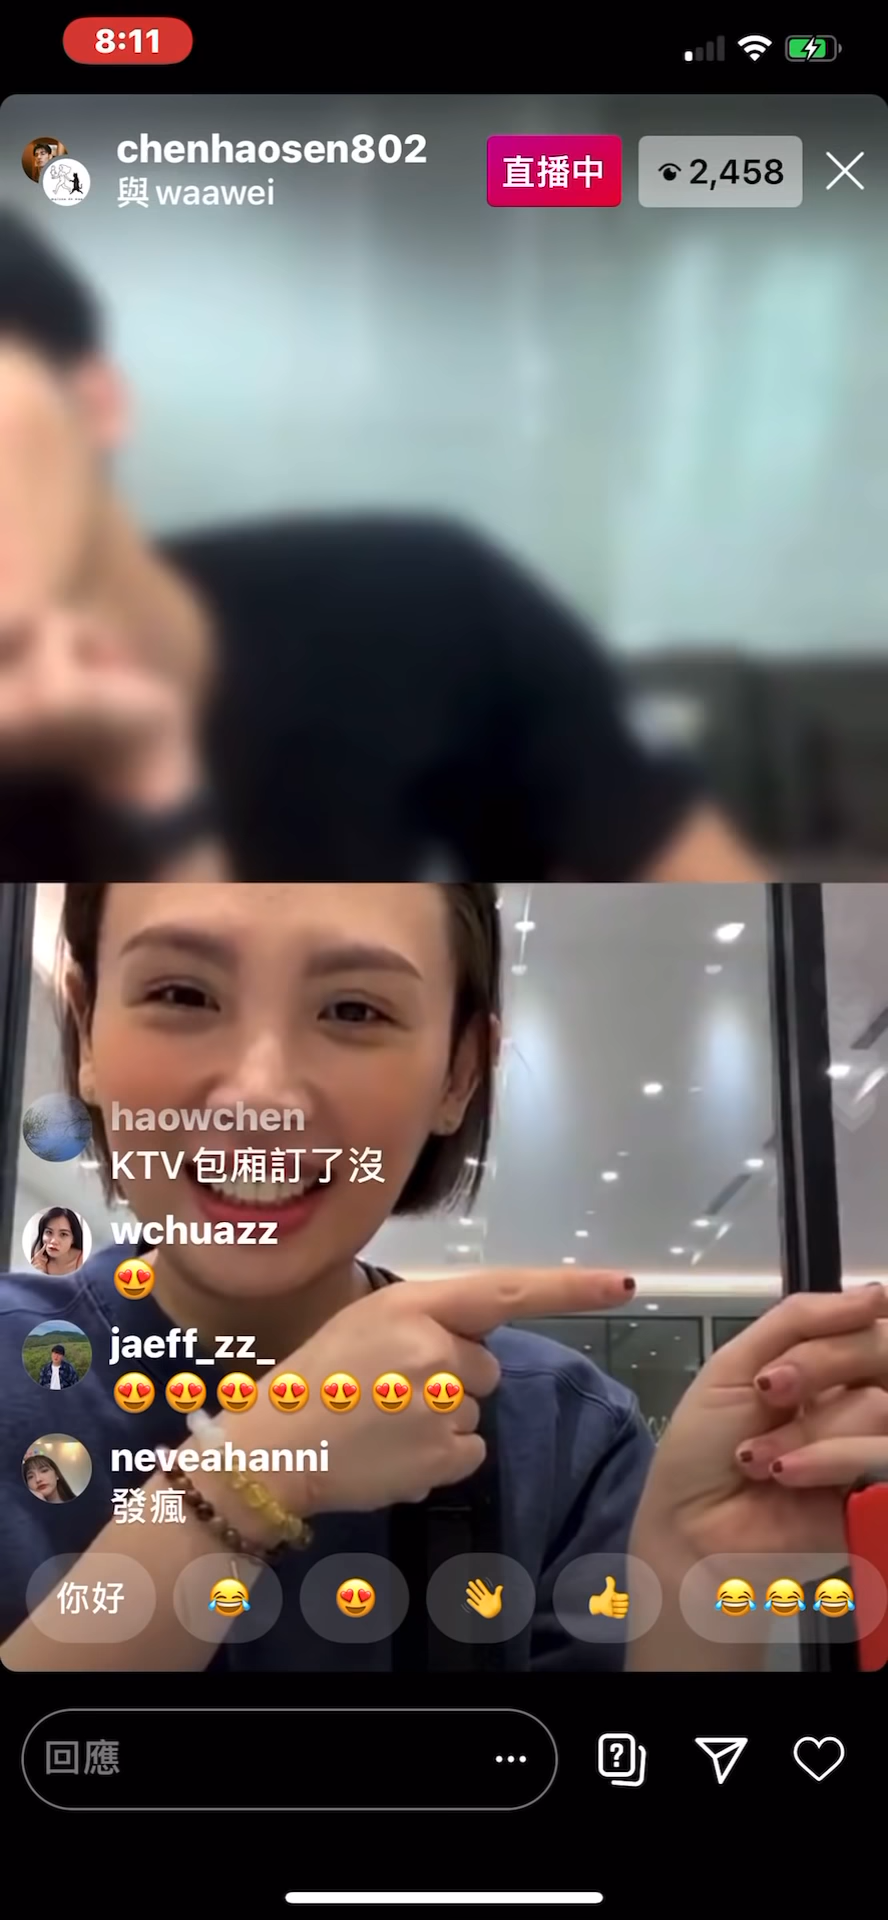 8:11
chenhaosen802
與 waawei
直播中
2,458
haowchen
KTV包廂訂了沒
wchuazz
😍
jaeff_zz_
😍😍😍😍😍😍😍
neveahanni
發瘋
你好 😂 😍 👋 👍 😂😂😂
回應